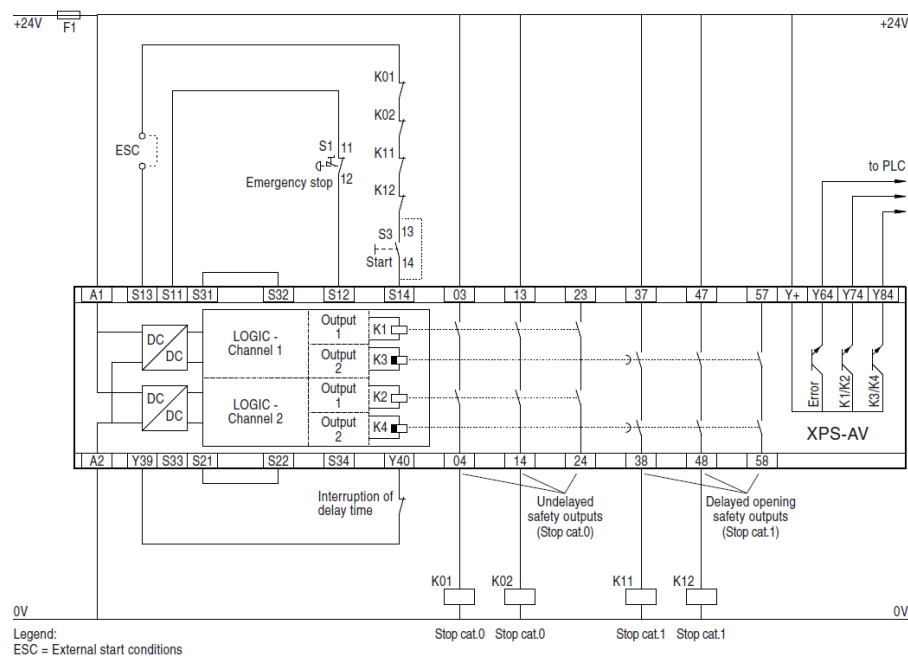 +24V
F1
+24V
K01
K02
K11
K12
ESC
S1
11
12
Emergency stop
S3
13
Start
14
to PLC
A1 S13 S11 S31 S32 S12 S14 03 13 23 37 47 57 Y+ Y64 Y74 Y84
DC
DC
LOGIC -
Channel 1
Output
1
K1
Output
2
K3
DC
DC
LOGIC -
Channel 2
Output
1
K2
Output
2
K4
Error
K1/K2
K3/K4
XPS-AV
A2 Y39 S33 S21 S22 S34 Y40 04 14 24 38 48 58
Interruption of
delay time
Undelayed
safety outputs
(Stop cat.0)
Delayed opening
safety outputs
(Stop cat.1)
K01 K02 K11 K12
0V
0V
Legend:
ESC = External start conditions
Stop cat.0 Stop cat.0 Stop cat.1 Stop cat.1